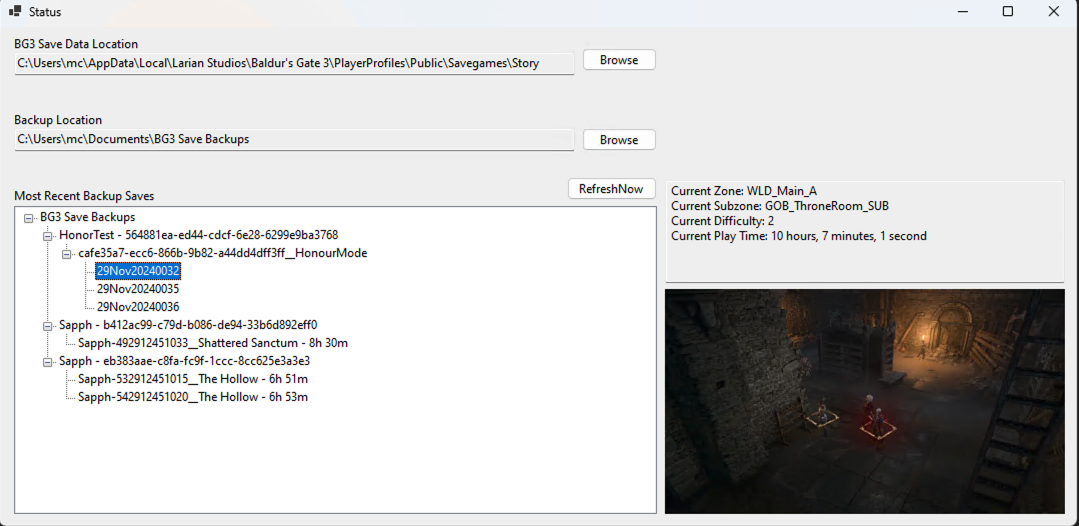 Status
BG3 Save Data Location
C:\Users\mc\AppData\Local\Larian Studios\Baldur's Gate 3\PlayerProfiles\Public\Savegames\Story
Browse
Backup Location
C:\Users\mc\Documents\BG3 Save Backups
Browse
Most Recent Backup Saves
RefreshNow
BG3 Save Backups
HonorTest - 564881ea-ed44-cdcf-6e28-6299e9ba3768
cafe35a7-ecc6-866b-9b82-a44dd4dff3ff__HonourMode
29Nov20240032
29Nov20240035
29Nov20240036
Sapph - b412ac99-c79d-b086-de94-33b6d892eff0
Sapph-492912451033__Shattered Sanctum - 8h 30m
Sapph - eb383aae-c8fa-fc9f-1ccc-8cc625e3a3e3
Sapph-532912451015__The Hollow - 6h 51m
Sapph-542912451020__The Hollow - 6h 53m
Current Zone: WLD_Main_A
Current Subzone: GOB_ThroneRoom_SUB
Current Difficulty: 2
Current Play Time: 10 hours, 7 minutes, 1 second